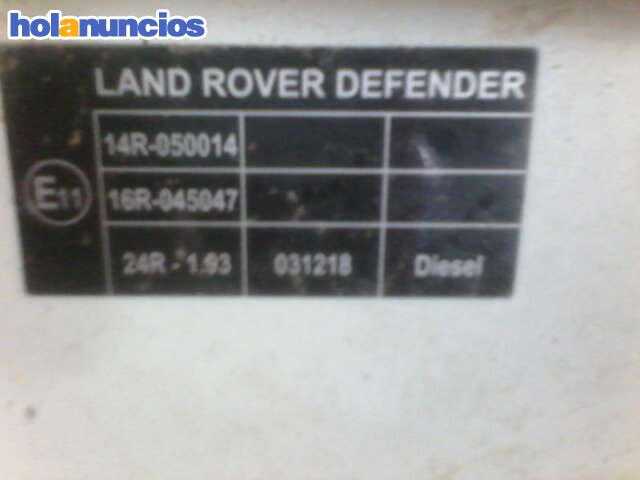 holanuncios
LAND ROVER DEFENDER
14R-050014
E11
16R-045047
24R - 1.93 031218 Diesel